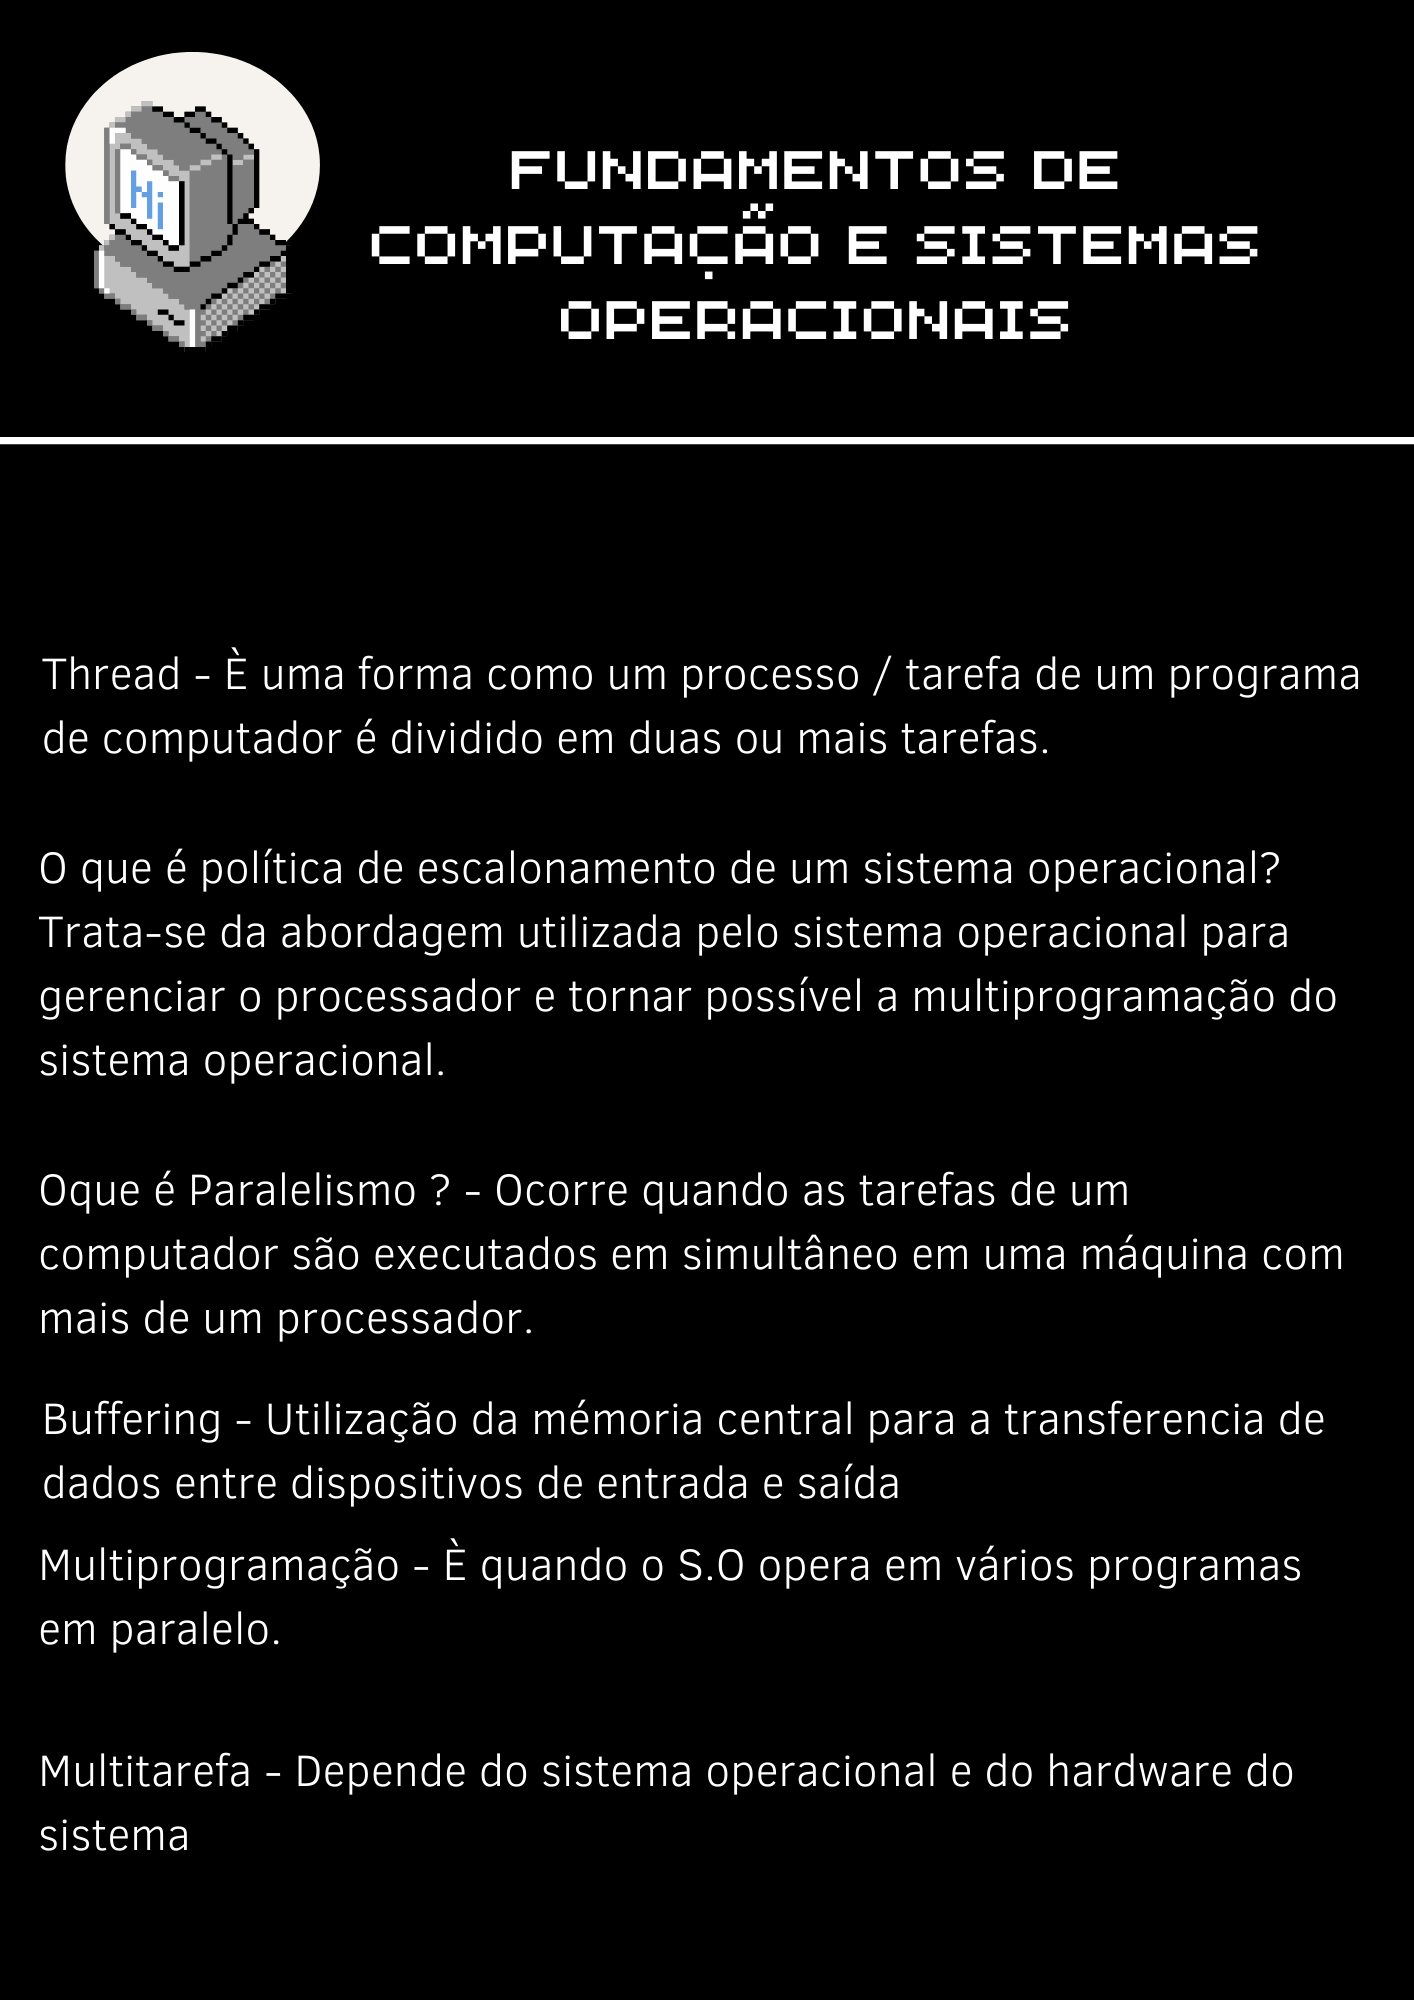 Hi
FUNDAMENTOS DE
COMPUTAÇÃO E SISTEMAS
OPERACIONAIS
Thread - È uma forma como um processo / tarefa de um programa
de computador é dividido em duas ou mais tarefas.
O que é política de escalonamento de um sistema operacional?
Trata-se da abordagem utilizada pelo sistema operacional para
gerenciar o processador e tornar possível a multiprogramação do
sistema operacional.
Oque é Paralelismo ? - Ocorre quando as tarefas de um
computador são executados em simultâneo em uma máquina com
mais de um processador.
Buffering - Utilização da mémoria central para a transferencia de
dados entre dispositivos de entrada e saída
Multiprogramação - È quando o S.O opera em vários programas
em paralelo.
Multitarefa - Depende do sistema operacional e do hardware do
sistema